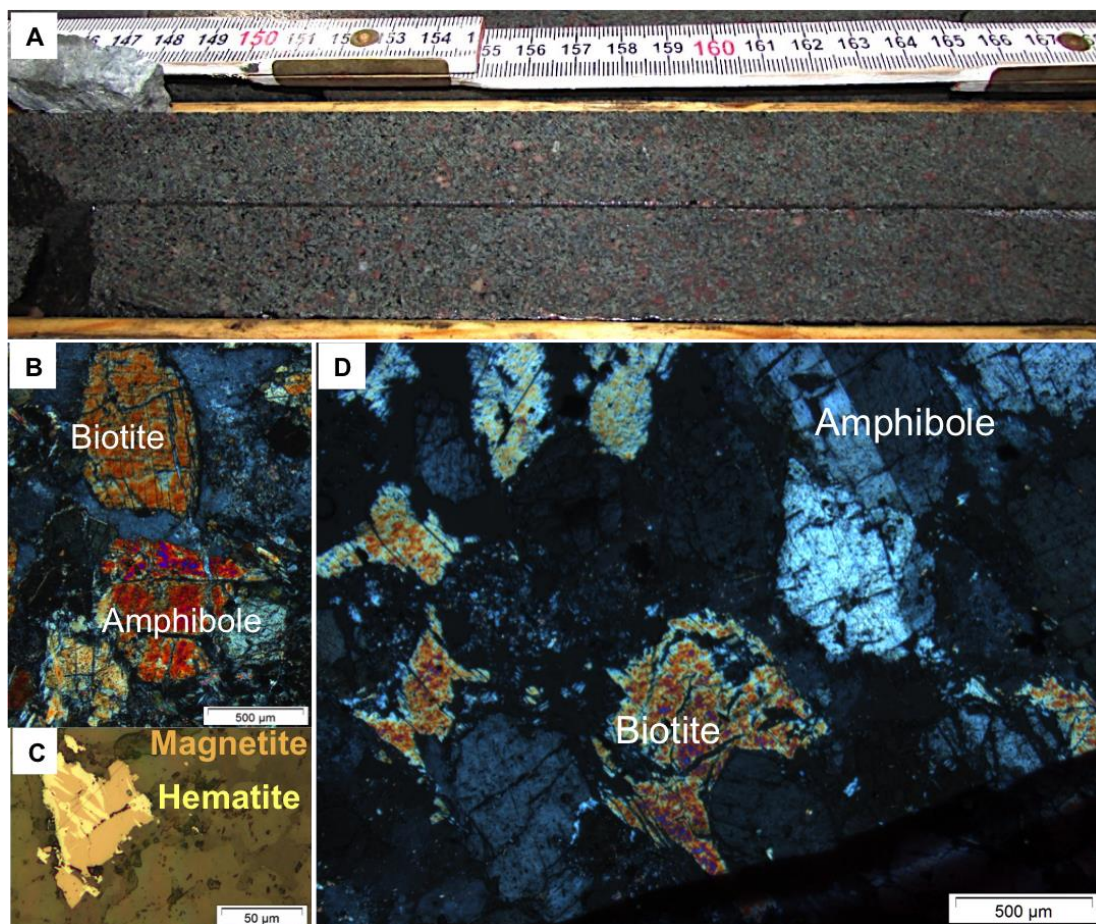 A
147 148 149 150 151 153 154 155 156 157 158 159 160 161 162 163 164 165 166 167
B
Biotite
Amphibole
500 µm
C
Magnetite
Hematite
50 µm
D
Amphibole
Biotite
500 µm